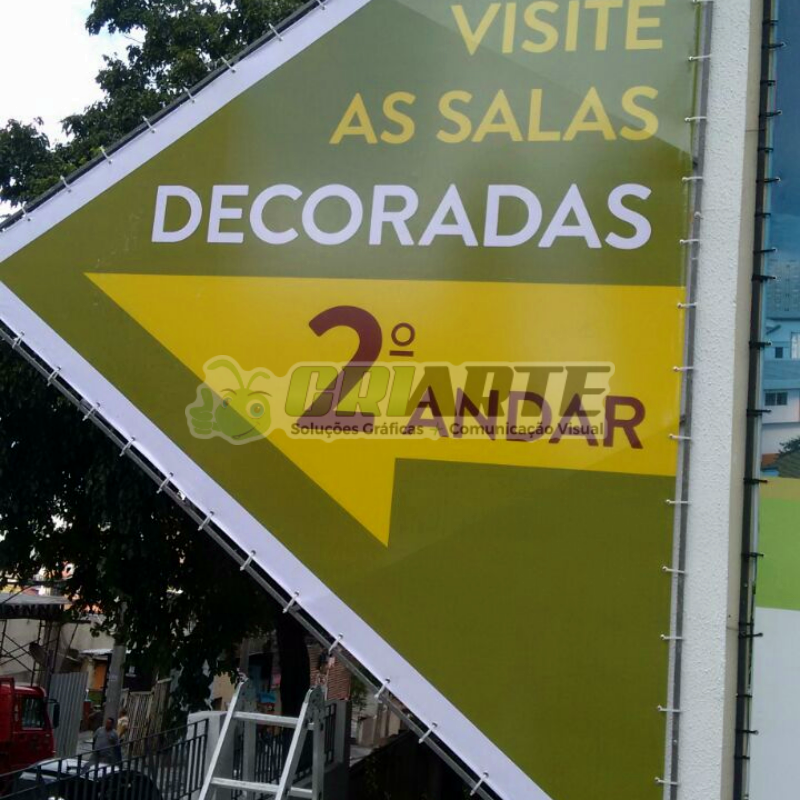 VISITE
AS SALAS
DECORADAS
2º ANDAR
CRIARTE
Soluções Gráficas Comunicação Visual